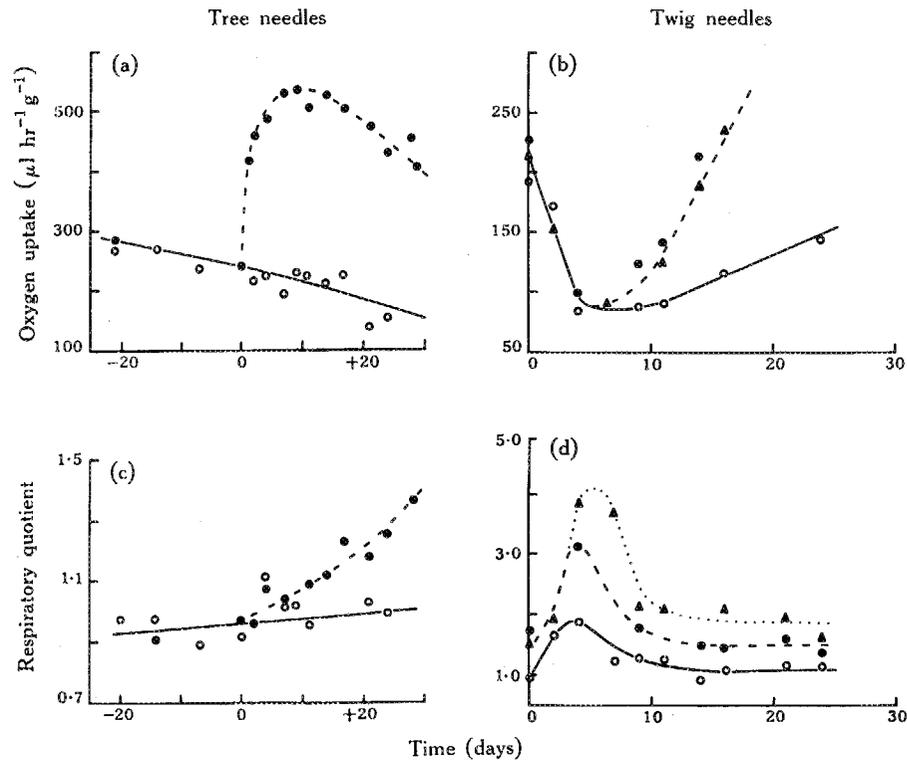 Tree needles
Twig needles
(a)
(b)
Oxygen uptake (μl hr⁻¹ g⁻¹)
500
300
100
−20
0
+20
250
150
50
0
10
20
30
(c)
(d)
Respiratory quotient
1·5
1·1
0·7
−20
0
+20
5·0
3·0
1·0
0
10
20
30
Time (days)